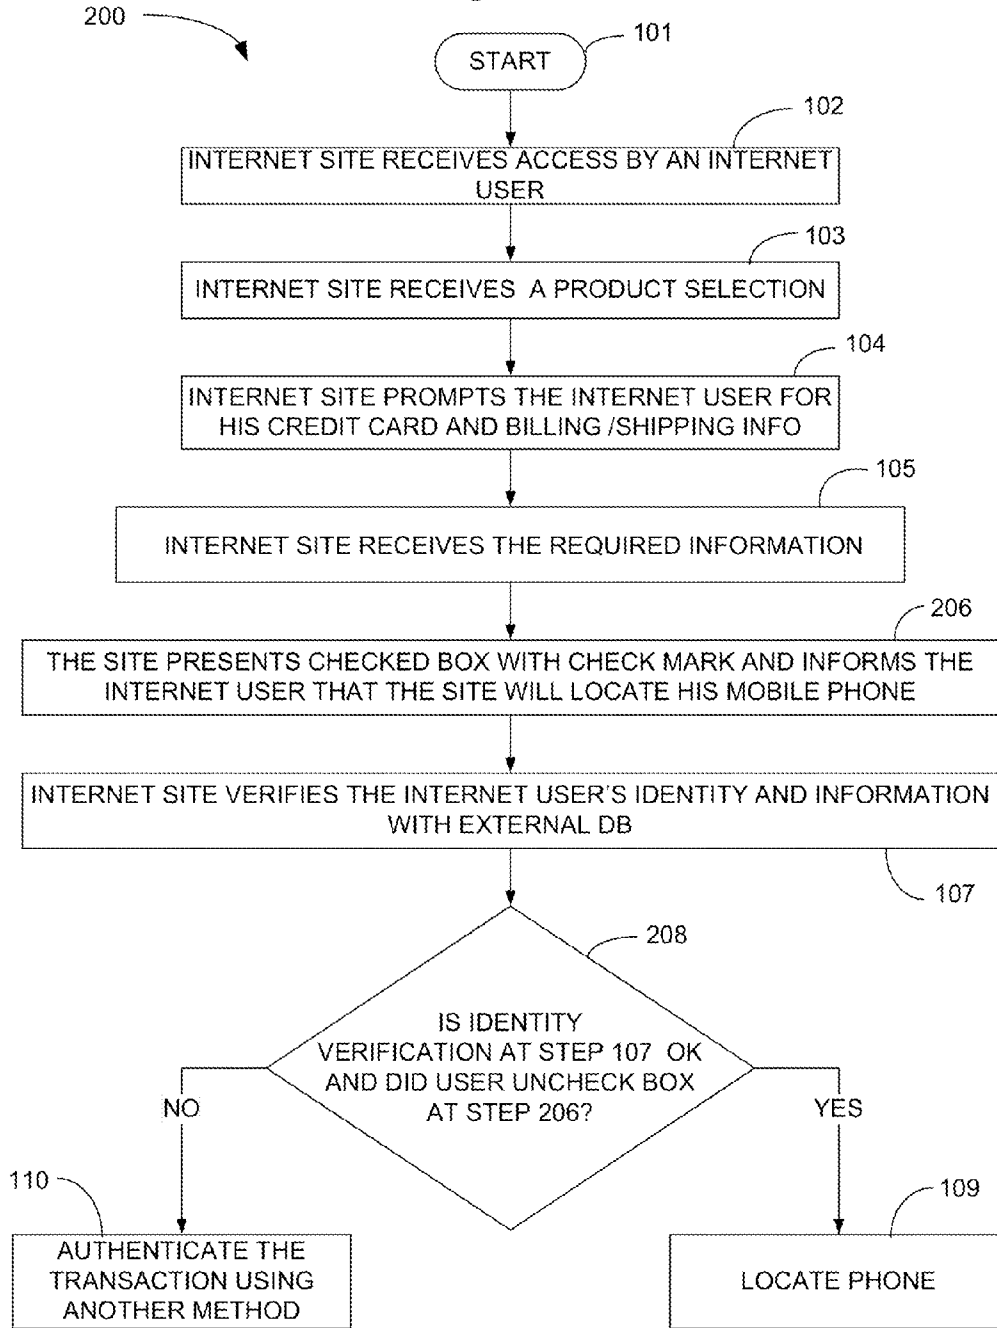 200
101
START
102
INTERNET SITE RECEIVES ACCESS BY AN INTERNET
USER
103
INTERNET SITE RECEIVES A PRODUCT SELECTION
104
INTERNET SITE PROMPTS THE INTERNET USER FOR
HIS CREDIT CARD AND BILLING /SHIPPING INFO
105
INTERNET SITE RECEIVES THE REQUIRED INFORMATION
206
THE SITE PRESENTS CHECKED BOX WITH CHECK MARK AND INFORMS THE
INTERNET USER THAT THE SITE WILL LOCATE HIS MOBILE PHONE
INTERNET SITE VERIFIES THE INTERNET USER'S IDENTITY AND INFORMATION
WITH EXTERNAL DB
107
208
IS IDENTITY
VERIFICATION AT STEP 107 OK
AND DID USER UNCHECK BOX
AT STEP 206?
NO
YES
110
AUTHENTICATE THE
TRANSACTION USING
ANOTHER METHOD
109
LOCATE PHONE